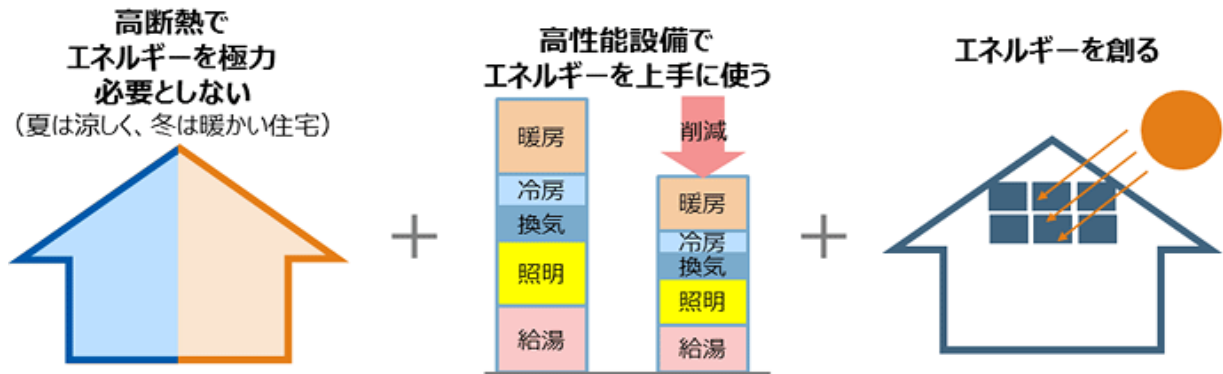 高断熱で
エネルギーを極力
必要としない
(夏は涼しく、冬は暖かい住宅)
高性能設備で
エネルギーを上手に使う
暖房
冷房
換気
照明
給湯
削減
暖房
冷房
換気
照明
給湯
エネルギーを創る